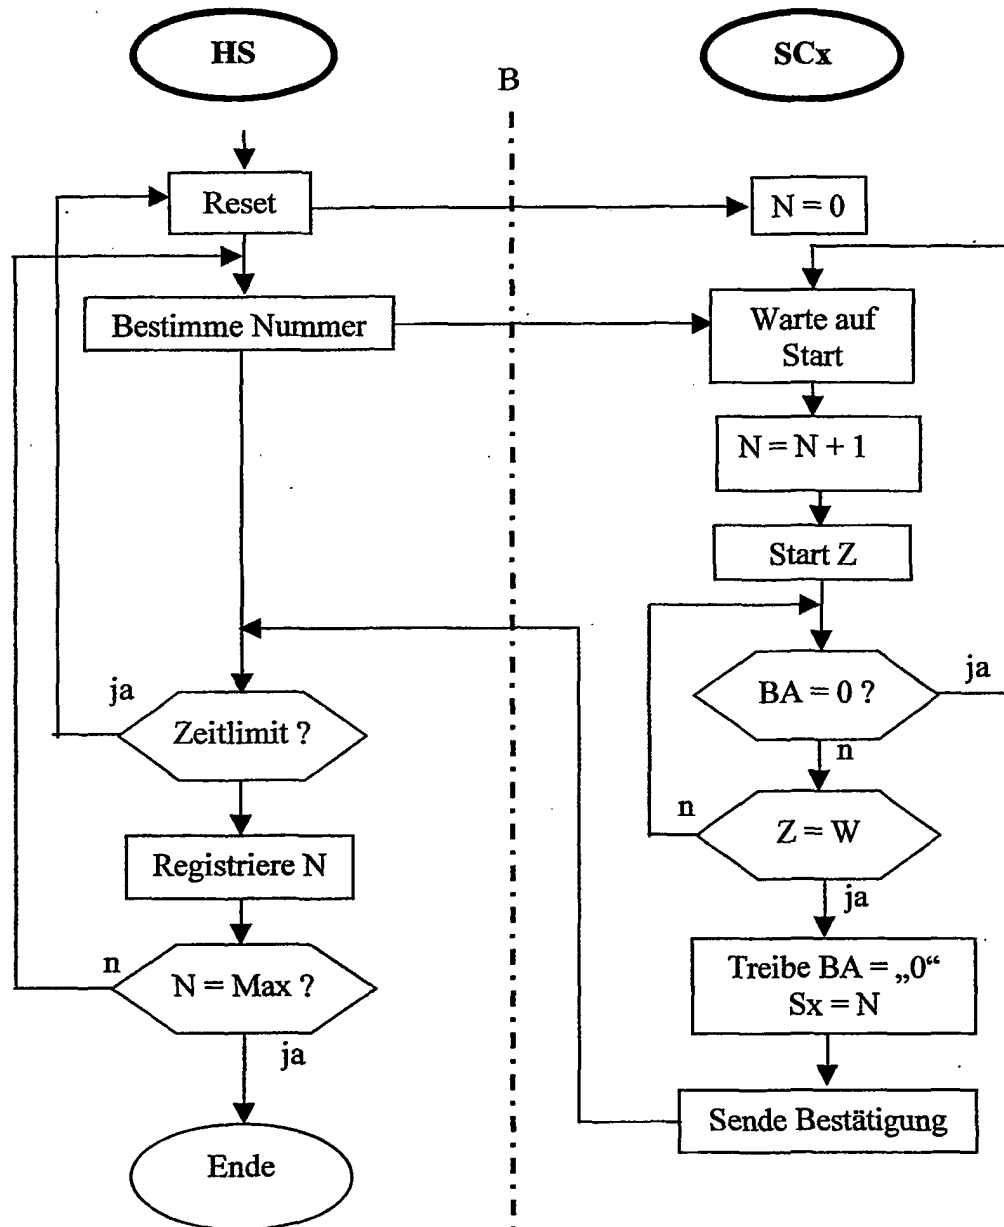 HS
SCx
B
Reset
N = 0
Bestimme Nummer
Warte auf
Start
N = N + 1
Start Z
ja
BA = 0 ?
ja
Zeitlimit ?
n
n
Z = W
Registriere N
ja
n
N = Max ?
Treibe BA = „0“
Sx = N
ja
Sende Bestätigung
Ende